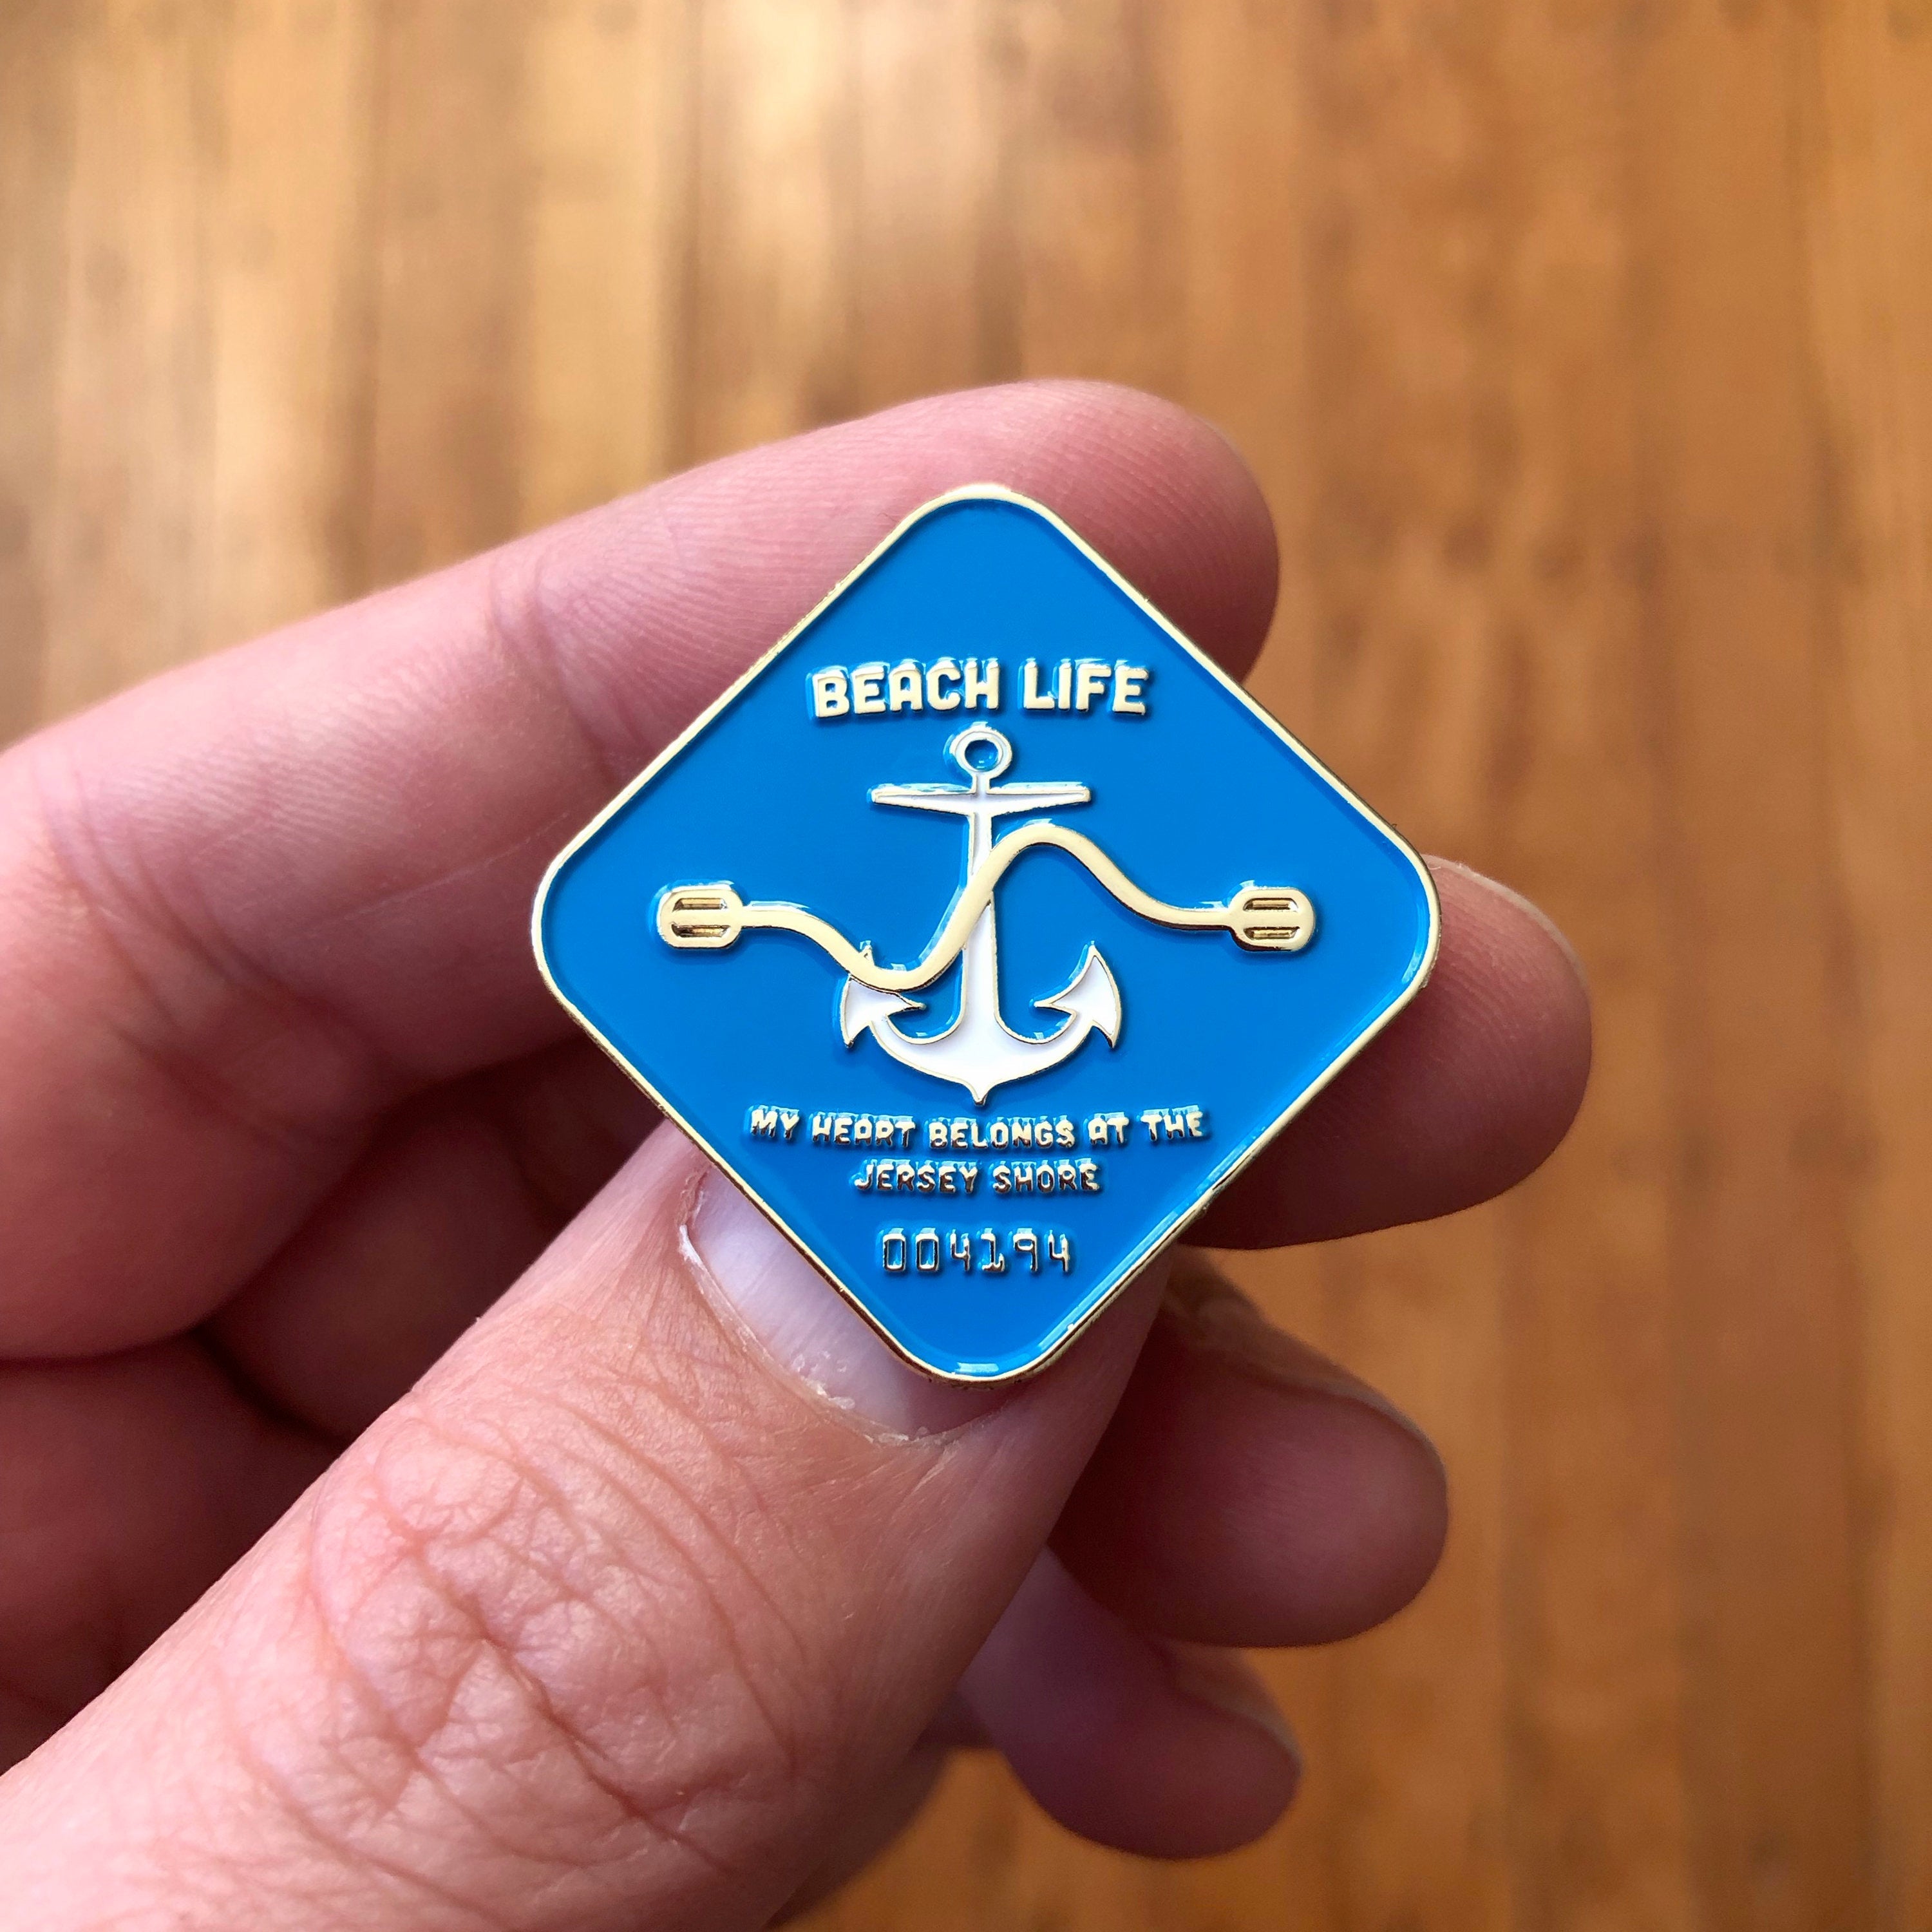 BEACH LIFE
MY HEART BELONGS AT THE
JERSEY SHORE
004194